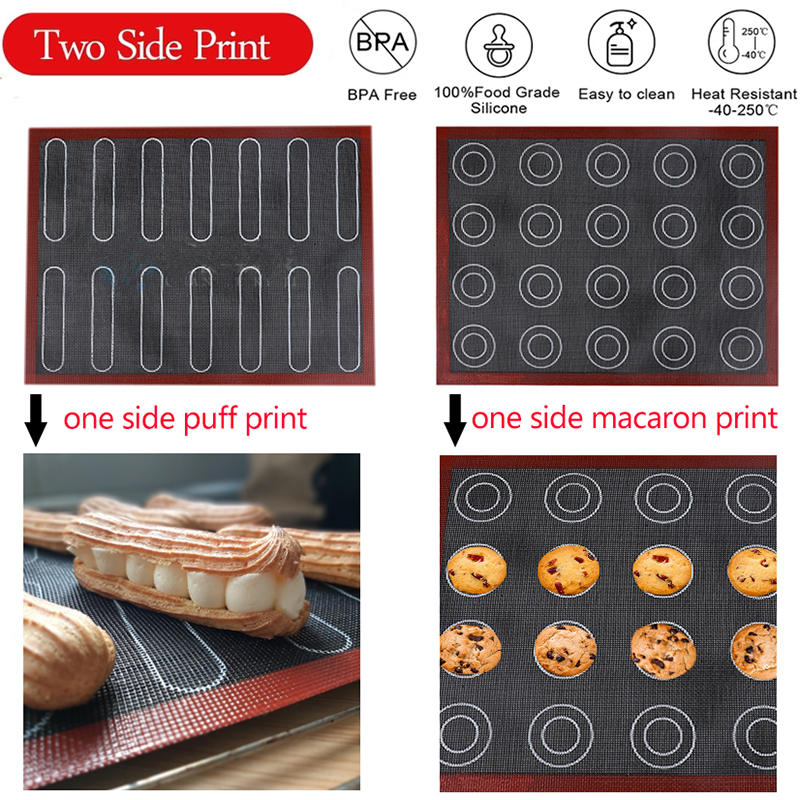 Two Side Print
BRA
BPA Free
100%Food Grade
Silicone
Easy to clean
250℃
-40℃
Heat Resistant
-40-250℃
one side puff print
one side macaron print